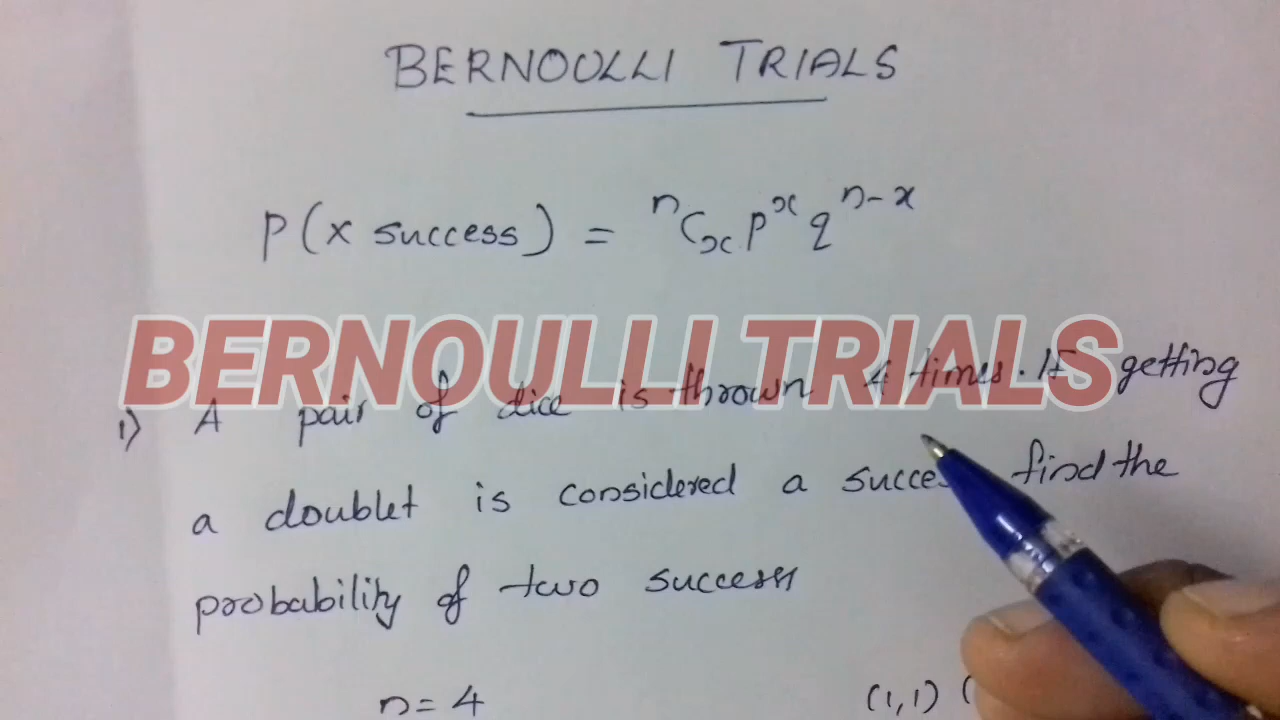 BERNOULLI TRIALS
P(x success) = ⁿCₓ pˣ qⁿ⁻ˣ
BERNOULLI TRIALS
1) A pair of dice is thrown 4 times. If getting
a doublet is considered a succes find the
probability of two success
n = 4 (1,1) (